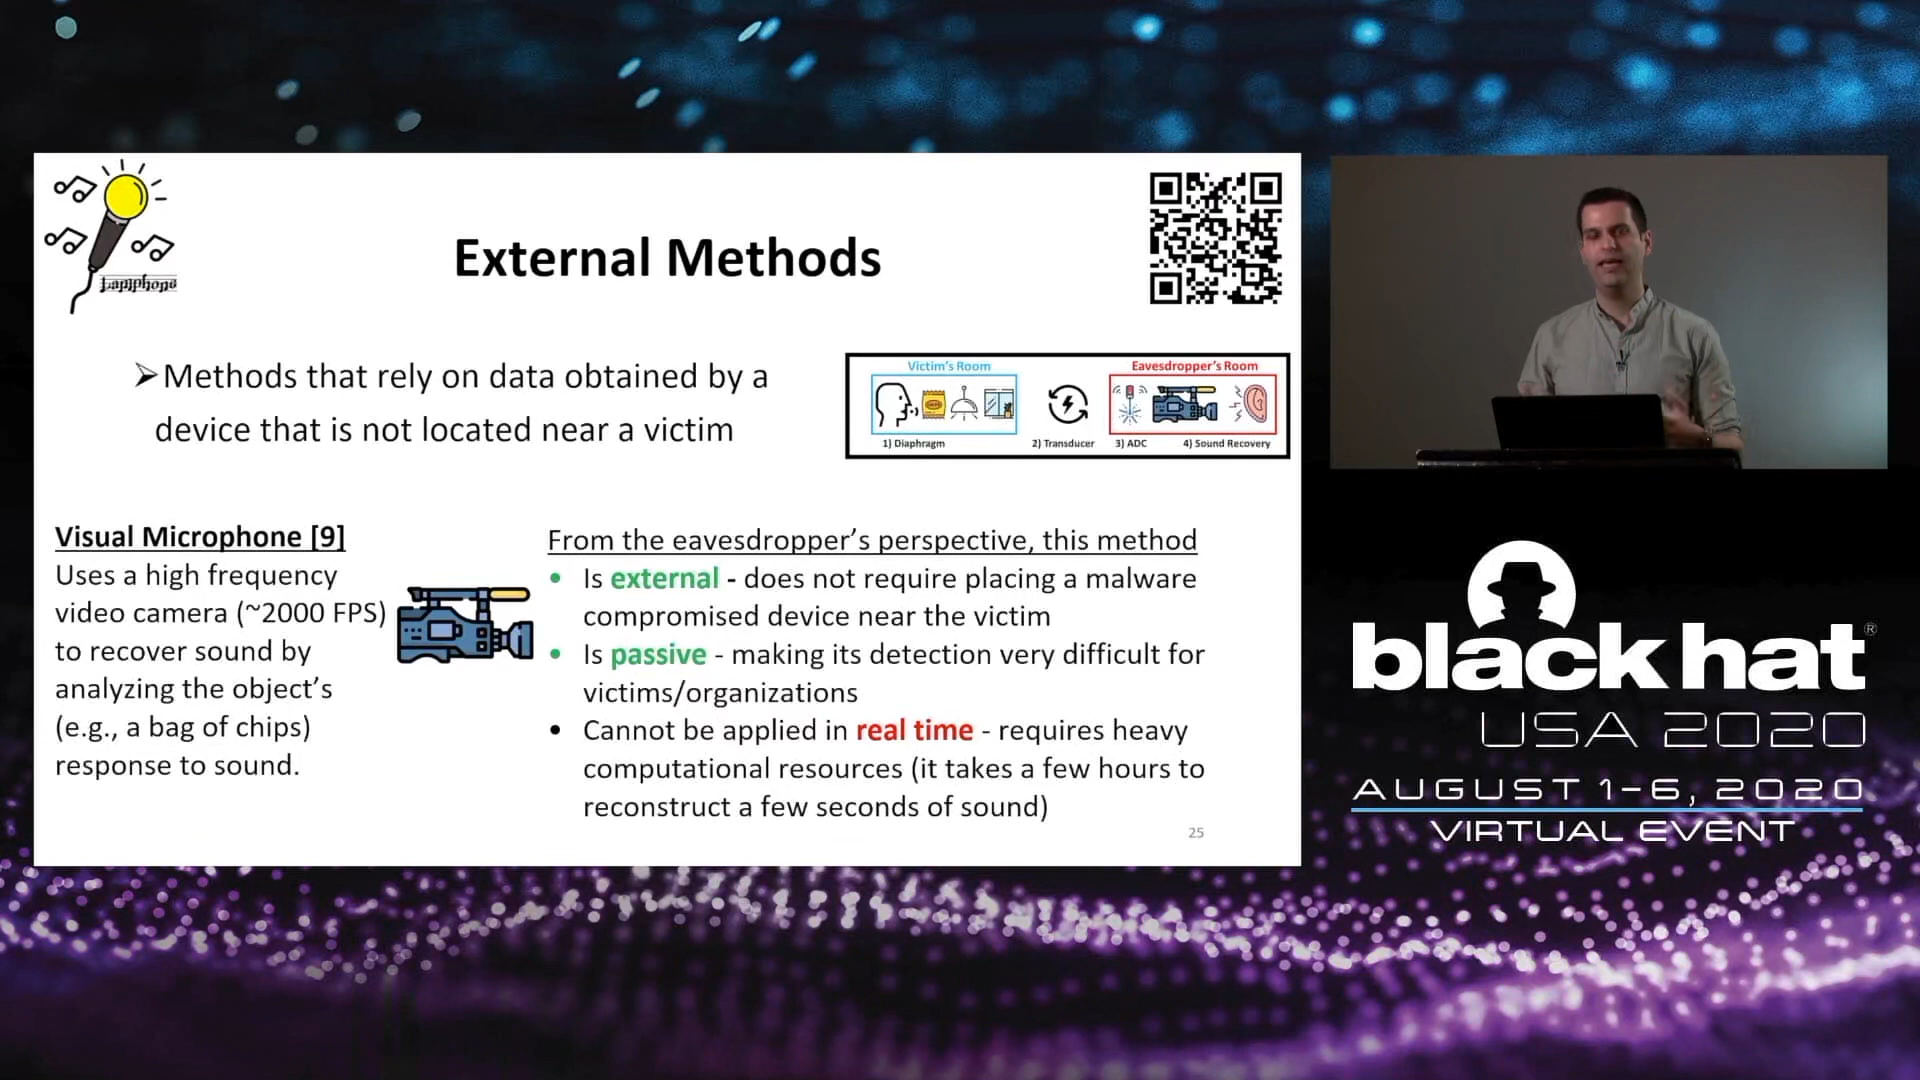 Lamphone
External Methods
➢Methods that rely on data obtained by a
device that is not located near a victim
Victim's Room
Eavesdropper's Room
1) Diaphragm
2) Transducer
3) ADC
4) Sound Recovery
Visual Microphone [9]
Uses a high frequency
video camera (~2000 FPS)
to recover sound by
analyzing the object's
(e.g., a bag of chips)
response to sound.
From the eavesdropper's perspective, this method
• Is external - does not require placing a malware
compromised device near the victim
• Is passive - making its detection very difficult for
victims/organizations
• Cannot be applied in real time - requires heavy
computational resources (it takes a few hours to
reconstruct a few seconds of sound)
25
black hat®
USA 2020
AUGUST 1-6, 2020
VIRTUAL EVENT